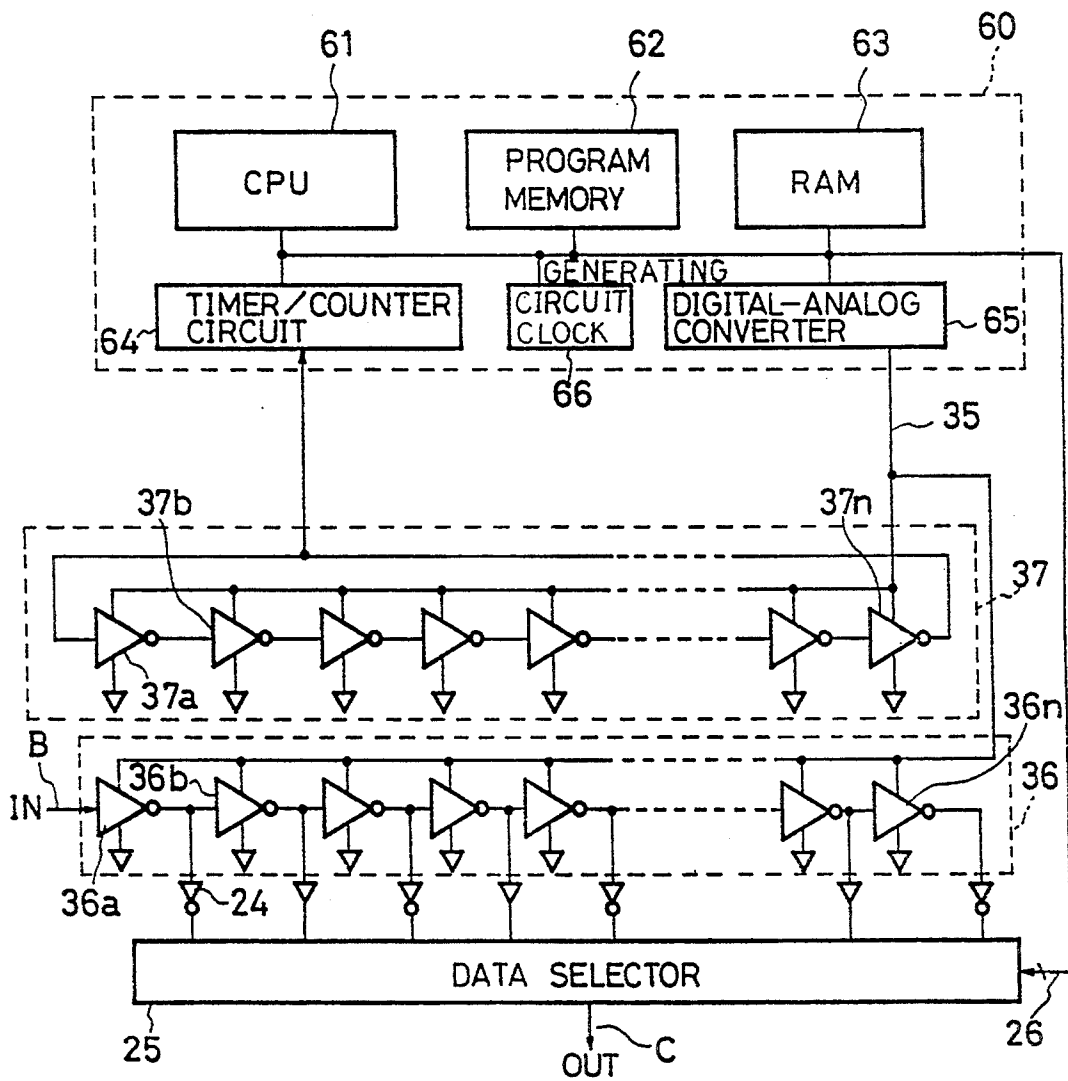 61
62
63
60
CPU
PROGRAM
MEMORY
RAM
GENERATING
TIMER/COUNTER
CIRCUIT
CIRCUIT
CLOCK
DIGITAL-ANALOG
CONVERTER
64
65
66
35
37b
37n
37
37a
36n
B
36b
36
IN
36a
24
DATA SELECTOR
25
C
26
OUT